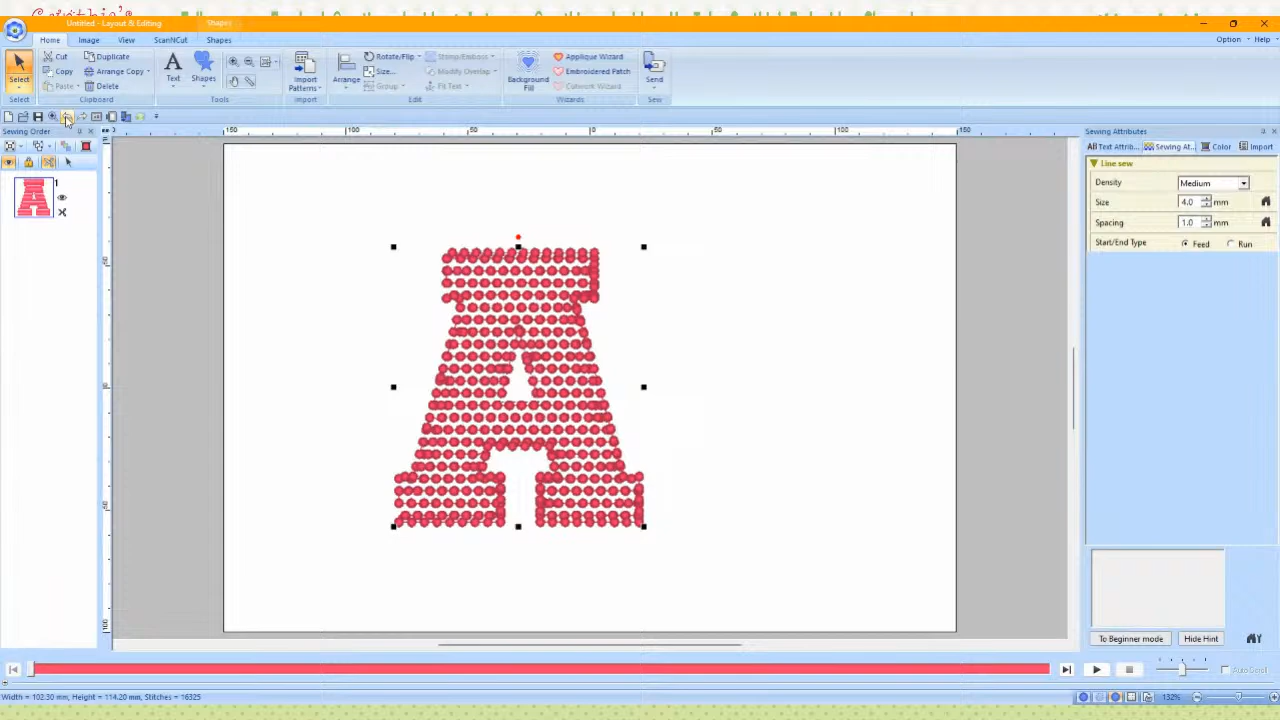 Untitled - Layout & Editing
Shapes
Home Image View ScanNCut Shapes
Option Help
Select
Cut
Copy
Paste
Duplicate
Arrange Copy
Delete
Text
Shapes
Import
Patterns
Arrange
Rotate/Flip
Size...
Group
Stamp/Emboss
Modify Overlap
Fit Text
Background
Fill
Applique Wizard
Embroidered Patch
Cutwork Wizard
Send
Select Clipboard Tools Import Edit Wizards Sew
Sewing Order
1
150 100 50 0 50 100 150
Sewing Attributes
Text Attrib... Sewing At... Color Import
Line sew
Density Medium
Size 4.0 mm
Spacing 1.0 mm
Start/End Type Feed Run
To Beginner mode Hide Hint
Auto Scroll
Width = 102.30 mm, Height = 114.20 mm, Stitches = 16325
132%